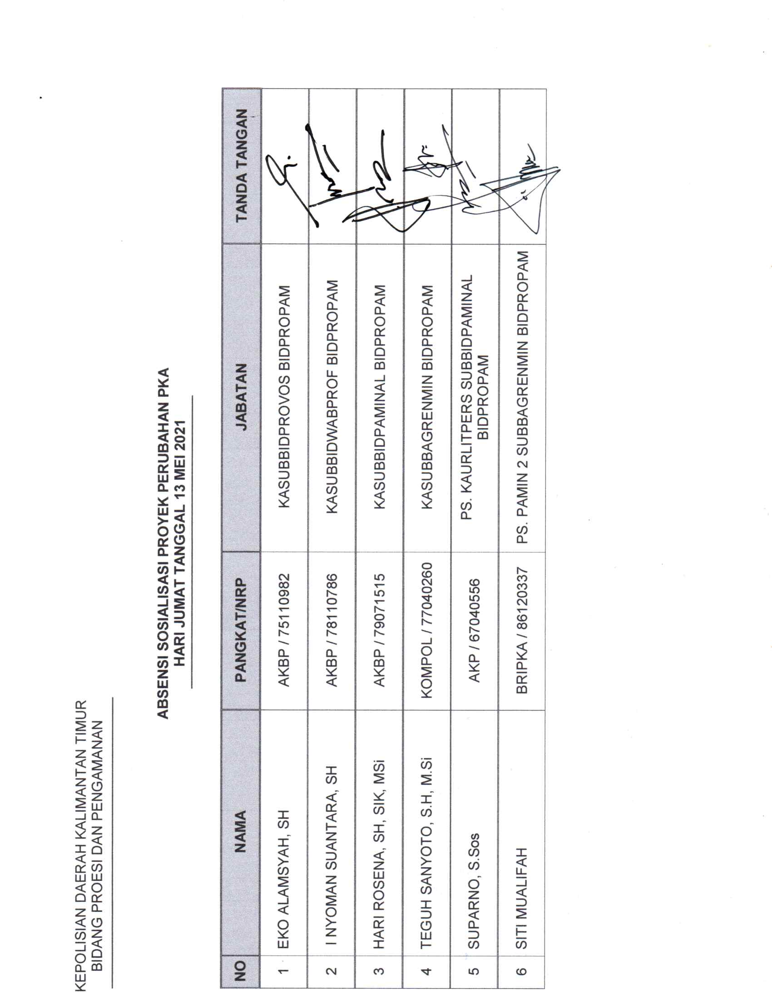 KEPOLISIAN DAERAH KALIMANTAN TIMUR
BIDANG PROESI DAN PENGAMANAN
ABSENSI SOSIALISASI PROYEK PERUBAHAN PKA
HARI JUMAT TANGGAL 13 MEI 2021
NO NAMA PANGKAT/NRP JABATAN TANDA TANGAN
1 EKO ALAMSYAH, SH AKBP / 75110982 KASUBBIDPROVOS BIDPROPAM
2 I NYOMAN SUANTARA, SH AKBP / 78110786 KASUBBIDWABPROF BIDPROPAM
3 HARI ROSENA, SH, SIK, MSi AKBP / 79071515 KASUBBIDPAMINAL BIDPROPAM
4 TEGUH SANYOTO, S.H, M.Si KOMPOL / 77040260 KASUBBAGRENMIN BIDPROPAM
5 SUPARNO, S.Sos AKP / 67040556 PS. KAURLITPERS SUBBIDPAMINAL
BIDPROPAM
6 SITI MUALIFAH BRIPKA / 86120337 PS. PAMIN 2 SUBBAGRENMIN BIDPROPAM